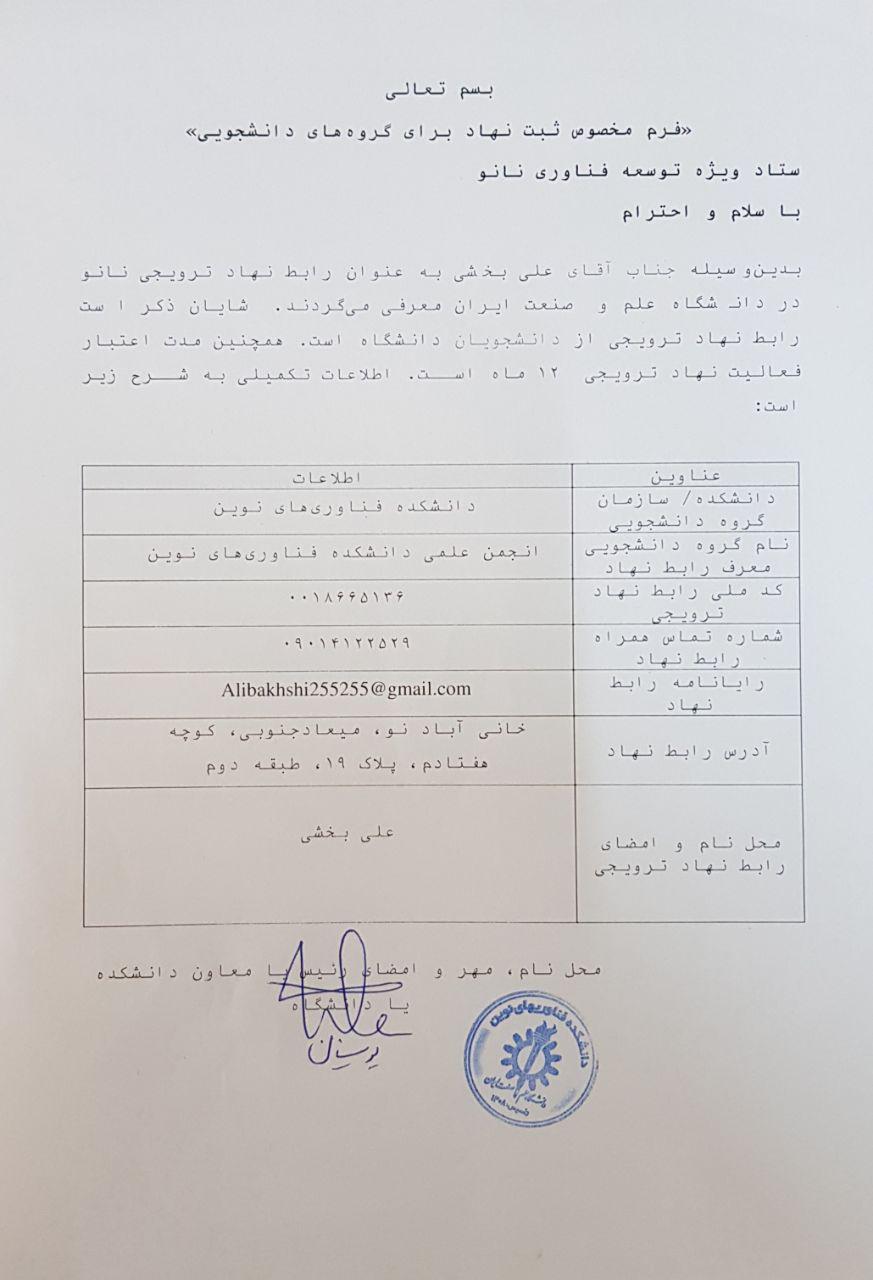 بسم تعالی
«فرم مخصوص ثبت نهاد برای گروه‌های دانشجویی»
ستاد ویژه توسعه فناوری نانو
با سلام و احترام
بدین‌وسیله جناب آقای علی بخشی به عنوان رابط نهاد ترویجی نانو
در دانشگاه علم و صنعت ایران معرفی می‌گردند. شایان ذکر است
رابط نهاد ترویجی از دانشجویان دانشگاه است. همچنین مدت اعتبار
فعالیت نهاد ترویجی ۱۲ ماه است. اطلاعات تکمیلی به شرح زیر
است:
عناوین اطلاعات
دانشکده/ سازمان
گروه دانشجویی
دانشکده فناوری‌های نوین
نام گروه دانشجویی
معرف رابط نهاد
انجمن علمی دانشکده فناوری‌های نوین
کد ملی رابط نهاد
ترویجی
۰۰۱۸۶۶۵۱۳۶
شماره تماس همراه
رابط نهاد
۰۹۰۱۴۱۲۲۵۲۹
رایانامه رابط
نهاد
Alibakhshi255255@gmail.com
آدرس رابط نهاد
خانی آباد نو، میعادجنوبی، کوچه
هفتادم، پلاک ۱۹، طبقه دوم
محل نام و امضای
رابط نهاد ترویجی
علی بخشی
محل نام، مهر و امضای رئیس یا معاون دانشکده
یا دانشگاه
دانشکده فناوریهای نوین
دانشگاه علم و صنعت ایران